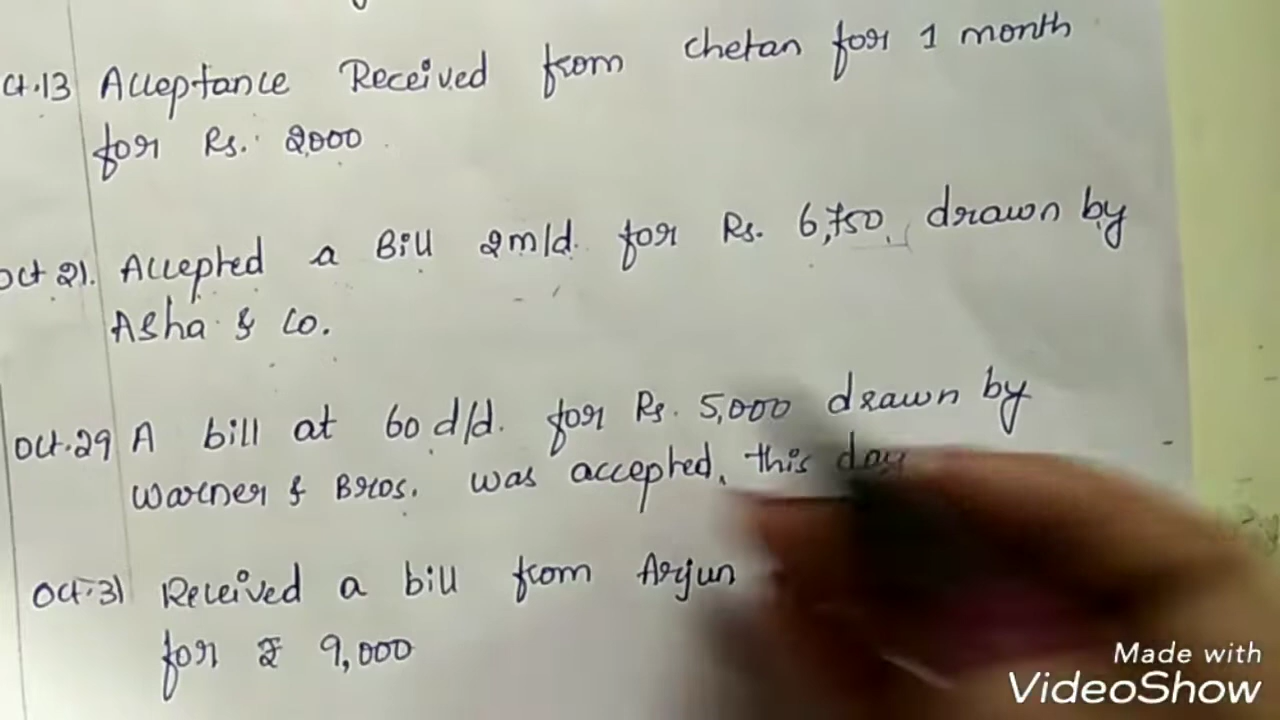 ct.13 Acceptance Received from Chetan for 1 month
for Rs. 2000
Oct 21. Accepted a Bill 2m/d. for Rs. 6,750, drawn by
Asha & Co.
Oct.29 A bill at 60 d/d. for Rs. 5,000 drawn by
Warner & Bros. was accepted, this day
Oct.31 Received a bill from Arjun
for ₹ 9,000
Made with
VideoShow